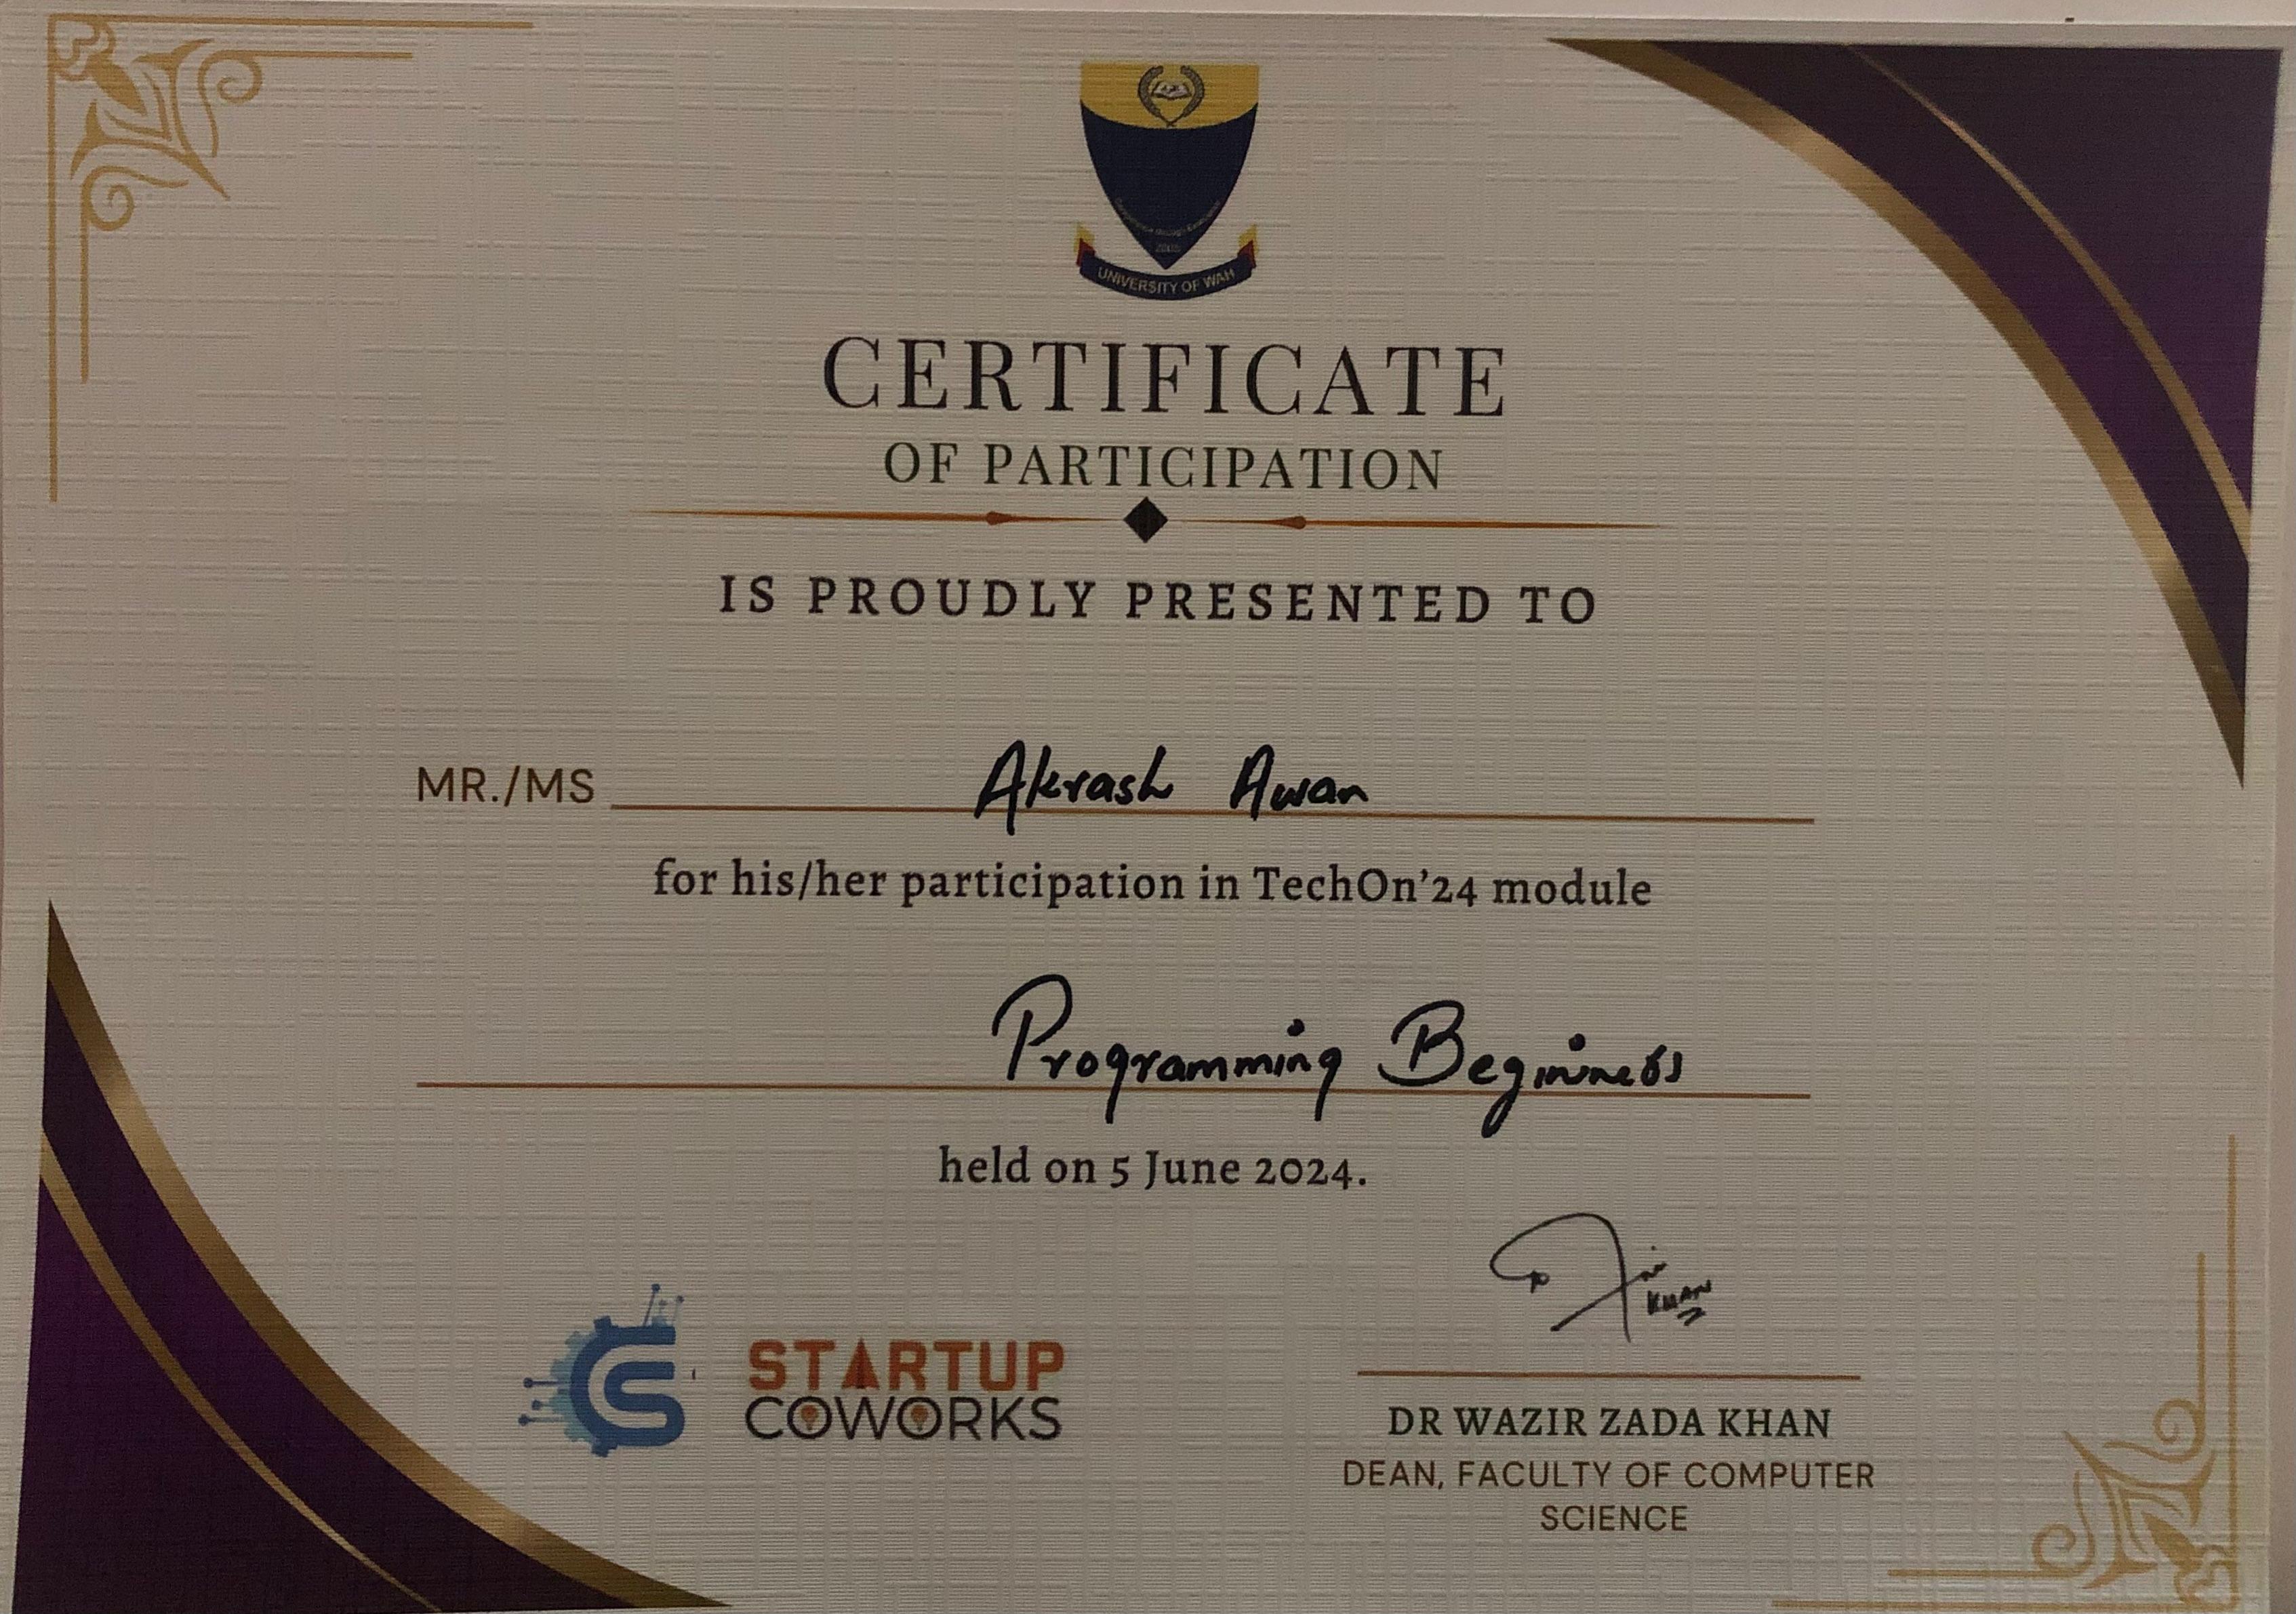 2005
UNIVERSITY OF WAH
CERTIFICATE
OF PARTICIPATION
IS PROUDLY PRESENTED TO
MR./MS Akrash Awan
for his/her participation in TechOn'24 module
Programming Beginners
held on 5 June 2024.
KHAN
STARTUP
COWORKS
DR WAZIR ZADA KHAN
DEAN, FACULTY OF COMPUTER
SCIENCE